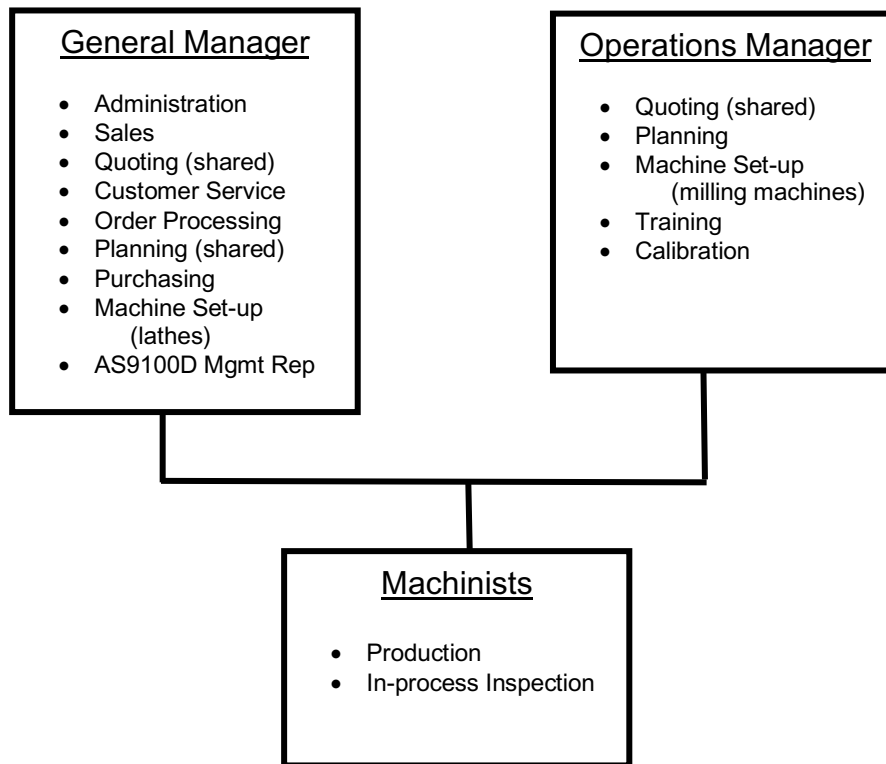 General Manager
• Administration
• Sales
• Quoting (shared)
• Customer Service
• Order Processing
• Planning (shared)
• Purchasing
• Machine Set-up
(lathes)
• AS9100D Mgmt Rep
Operations Manager
• Quoting (shared)
• Planning
• Machine Set-up
(milling machines)
• Training
• Calibration
Machinists
• Production
• In-process Inspection